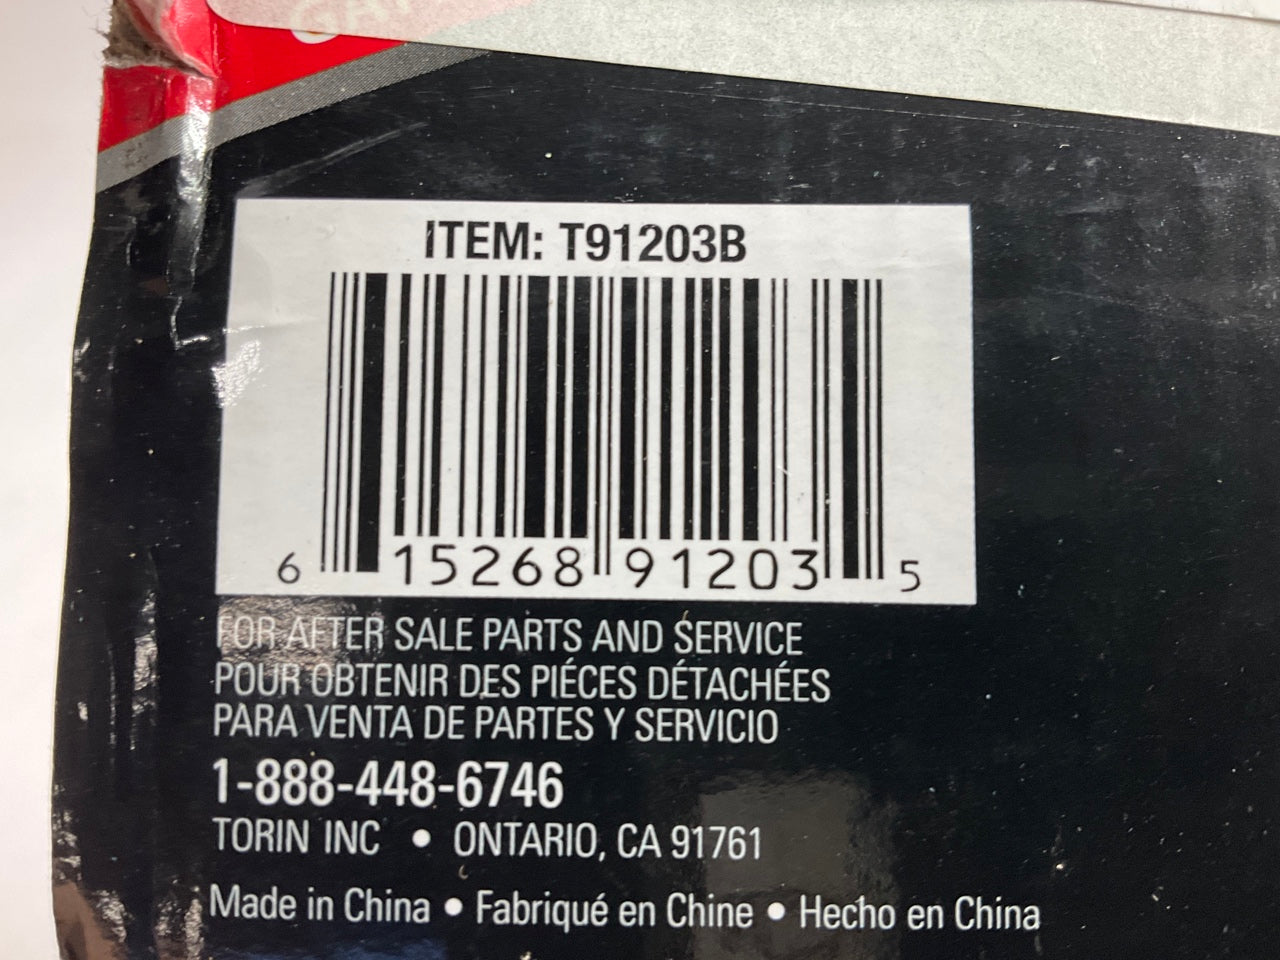 ITEM: T91203B
6 15268 91203 5
FOR AFTER SALE PARTS AND SERVICE
POUR OBTENIR DES PIÉCES DÉTACHÉES
PARA VENTA DE PARTES Y SERVICIO
1-888-448-6746
TORIN INC • ONTARIO, CA 91761
Made in China • Fabriqué en Chine • Hecho en China